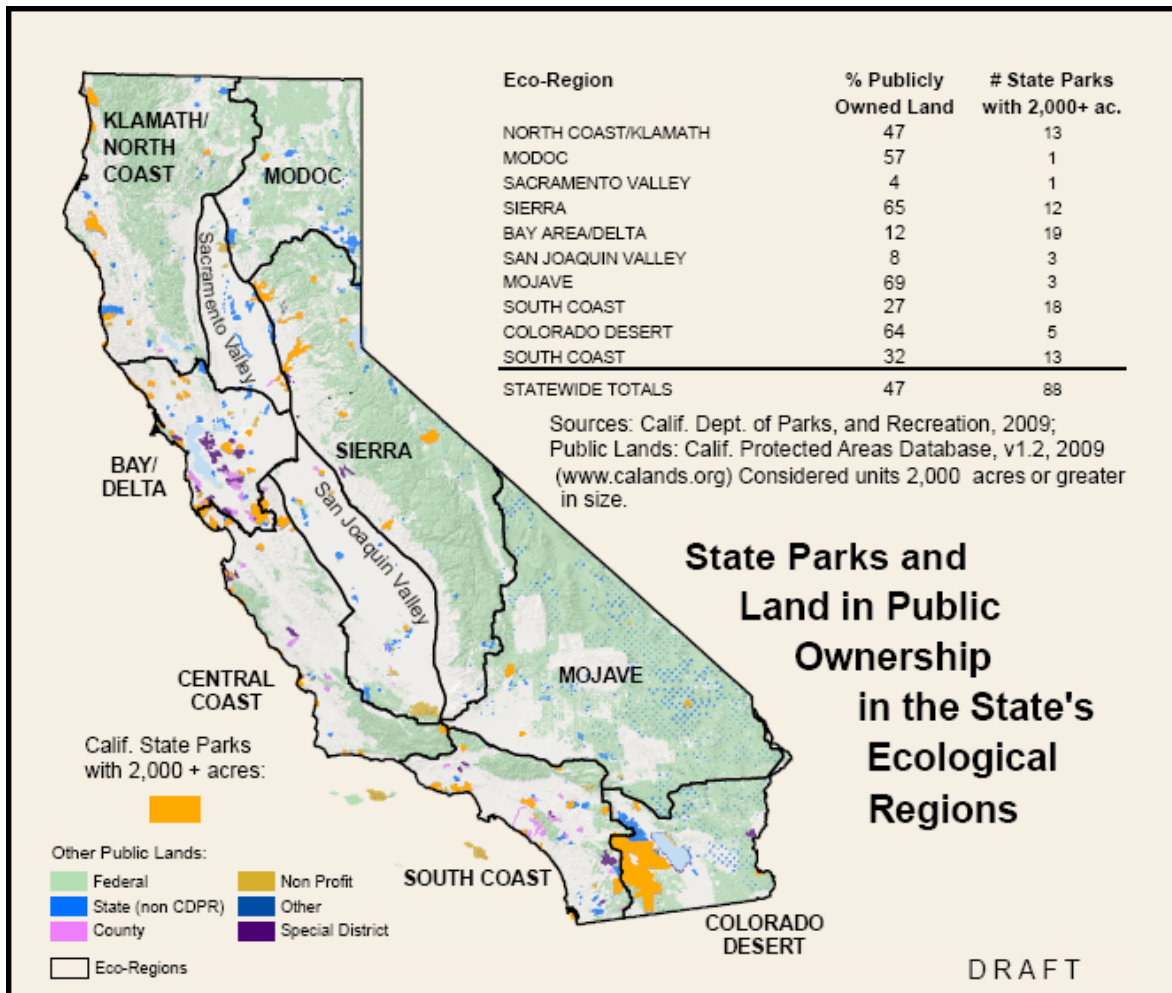 Eco-Region % Publicly Owned Land # State Parks with 2,000+ ac.
NORTH COAST/KLAMATH 47 13
MODOC 57 1
SACRAMENTO VALLEY 4 1
SIERRA 65 12
BAY AREA/DELTA 12 19
SAN JOAQUIN VALLEY 8 3
MOJAVE 69 3
SOUTH COAST 27 18
COLORADO DESERT 64 5
SOUTH COAST 32 13
STATEWIDE TOTALS 47 88
Sources: Calif. Dept. of Parks, and Recreation, 2009;
Public Lands: Calif. Protected Areas Database, v1.2, 2009
(www.calands.org) Considered units 2,000 acres or greater
in size.
State Parks and
Land in Public
Ownership
in the State's
Ecological
Regions
KLAMATH/
NORTH
COAST
MODOC
Sacramento Valley
BAY/
DELTA
SIERRA
San Joaquin Valley
CENTRAL
COAST
MOJAVE
SOUTH COAST
COLORADO
DESERT
Calif. State Parks
with 2,000 + acres:
Other Public Lands:
Federal
State (non CDPR)
County
Non Profit
Other
Special District
Eco-Regions
DRAFT